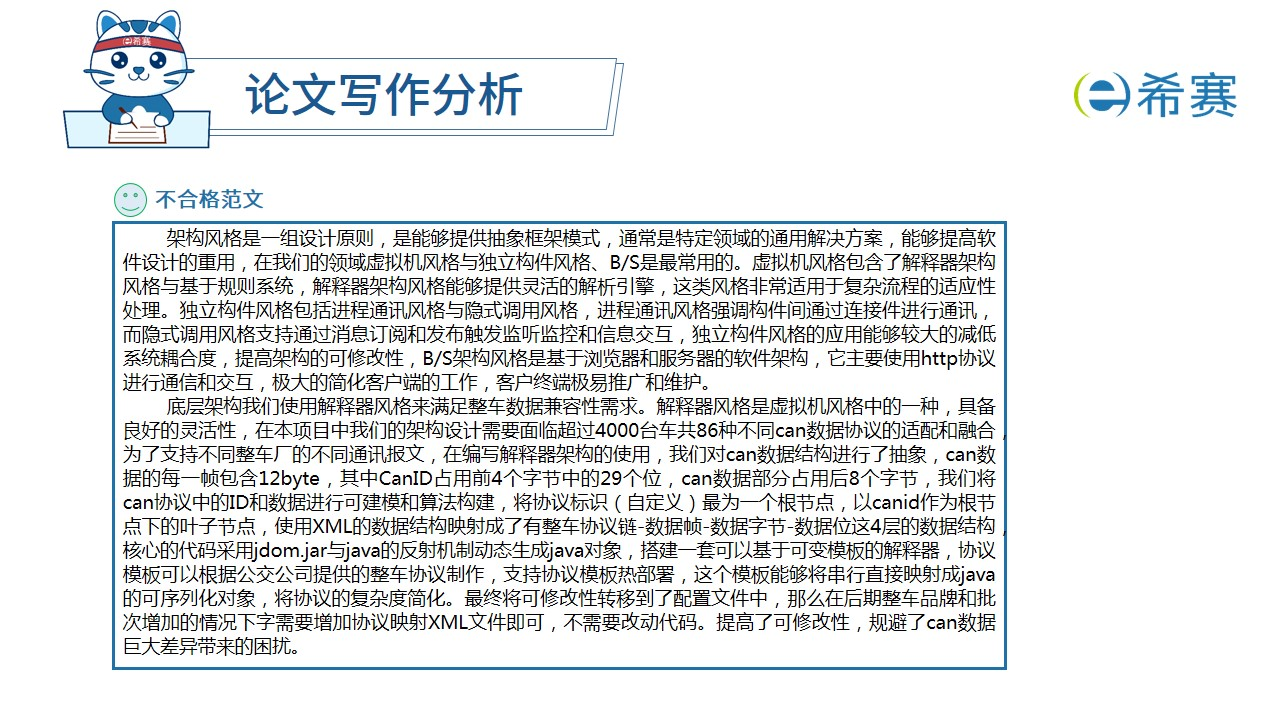 希赛
论文写作分析
希赛
不合格范文
架构风格是一组设计原则，是能够提供抽象框架模式，通常是特定领域的通用解决方案，能够提高软
件设计的重用，在我们的领域虚拟机风格与独立构件风格、B/S是最常用的。虚拟机风格包含了解释器架构
风格与基于规则系统，解释器架构风格能够提供灵活的解析引擎，这类风格非常适用于复杂流程的适应性
处理。独立构件风格包括进程通讯风格与隐式调用风格，进程通讯风格强调构件间通过连接件进行通讯，
而隐式调用风格支持通过消息订阅和发布触发监听监控和信息交互，独立构件风格的应用能够较大的减低
系统耦合度，提高架构的可修改性，B/S架构风格是基于浏览器和服务器的软件架构，它主要使用http协议
进行通信和交互，极大的简化客户端的工作，客户终端极易推广和维护。
底层架构我们使用解释器风格来满足整车数据兼容性需求。解释器风格是虚拟机风格中的一种，具备
良好的灵活性，在本项目中我们的架构设计需要面临超过4000台车共86种不同can数据协议的适配和融合，
为了支持不同整车厂的不同通讯报文，在编写解释器架构的使用，我们对can数据结构进行了抽象，can数
据的每一帧包含12byte，其中CanID占用前4个字节中的29个位，can数据部分占用后8个字节，我们将
can协议中的ID和数据进行可建模和算法构建，将协议标识（自定义）最为一个根节点，以canid作为根节
点下的叶子节点，使用XML的数据结构映射成了有整车协议链-数据帧-数据字节-数据位这4层的数据结构，
核心的代码采用jdom.jar与java的反射机制动态生成java对象，搭建一套可以基于可变模板的解释器，协议
模板可以根据公交公司提供的整车协议制作，支持协议模板热部署，这个模板能够将串行直接映射成java
的可序列化对象，将协议的复杂度简化。最终将可修改性转移到了配置文件中，那么在后期整车品牌和批
次增加的情况下字需要增加协议映射XML文件即可，不需要改动代码。提高了可修改性，规避了can数据
巨大差异带来的困扰。